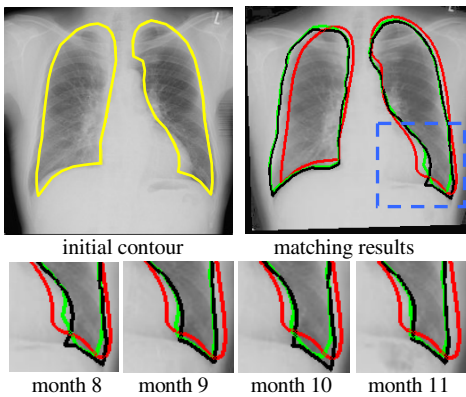 L
initial contour
matching results
month 8
month 9
month 10
month 11